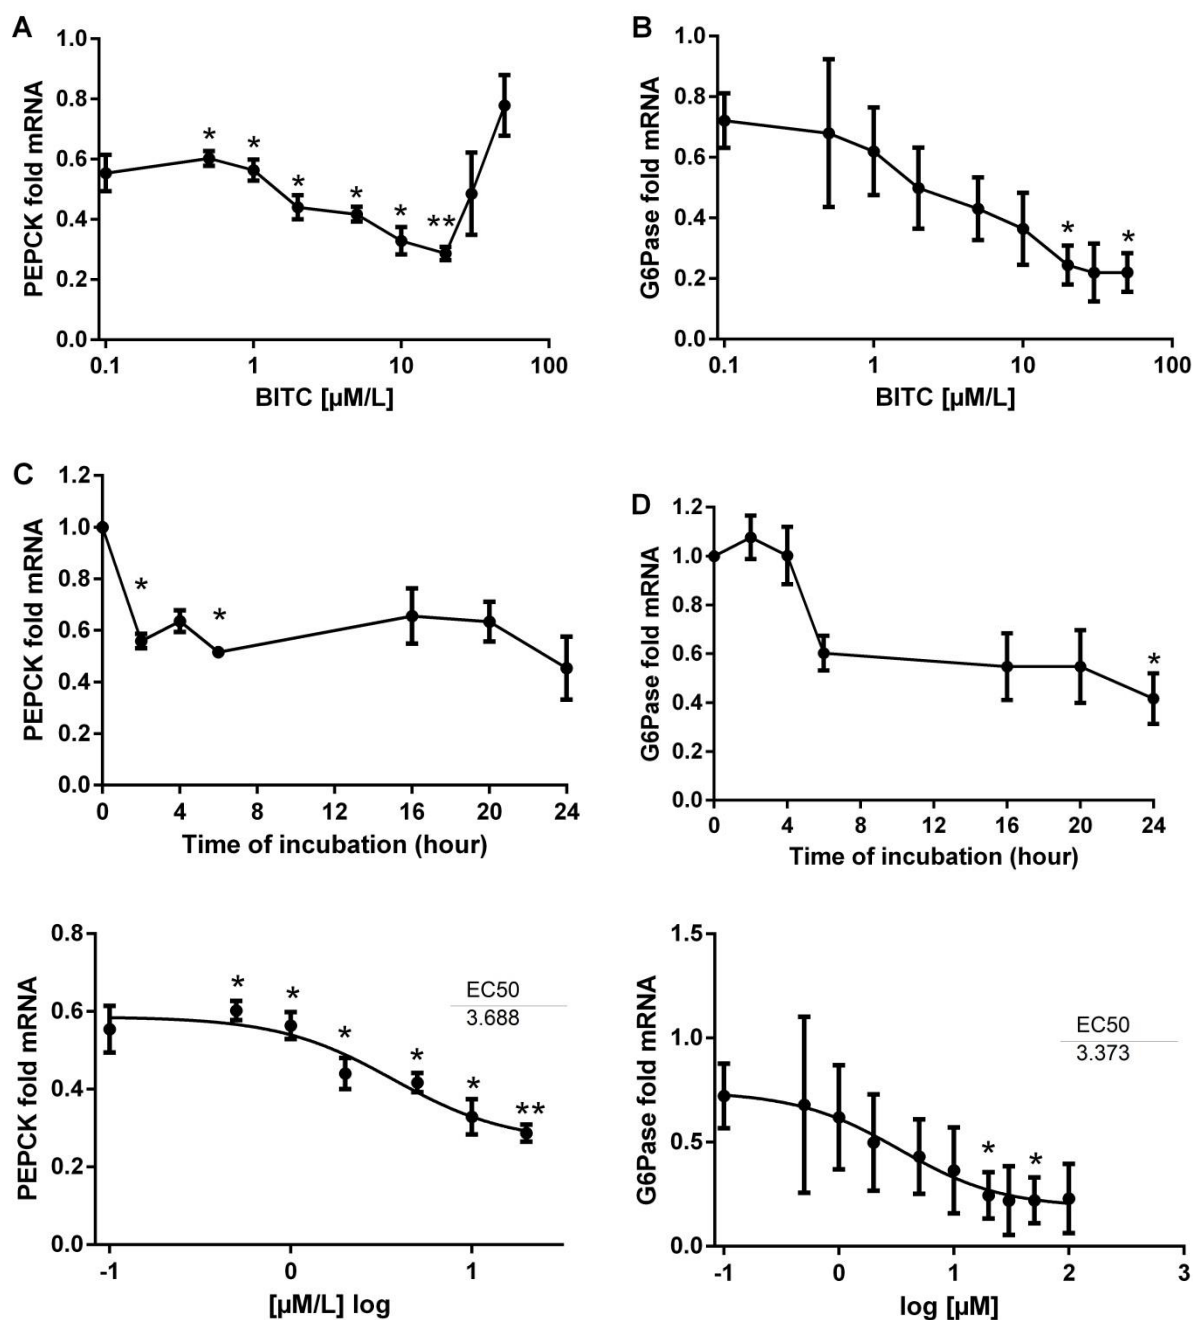 A
PEPCK fold mRNA
1.0
0.8
0.6
0.4
0.2
0.0
* * * * * **
0.1 1 10 100
BITC [µM/L]
B
G6Pase fold mRNA
1.0
0.8
0.6
0.4
0.2
0.0
* *
0.1 1 10 100
BITC [µM/L]
C
PEPCK fold mRNA
1.2
1.0
0.8
0.6
0.4
0.2
0.0
* *
0 4 8 12 16 20 24
Time of incubation (hour)
D
G6Pase fold mRNA
1.2
1.0
0.8
0.6
0.4
0.2
0.0
*
0 4 8 12 16 20 24
Time of incubation (hour)
PEPCK fold mRNA
0.8
0.6
0.4
0.2
0.0
* * * * * **
EC50
3.688
-1 0 1
[µM/L] log
G6Pase fold mRNA
1.5
1.0
0.5
0.0
* *
EC50
3.373
-1 0 1 2 3
log [µM]